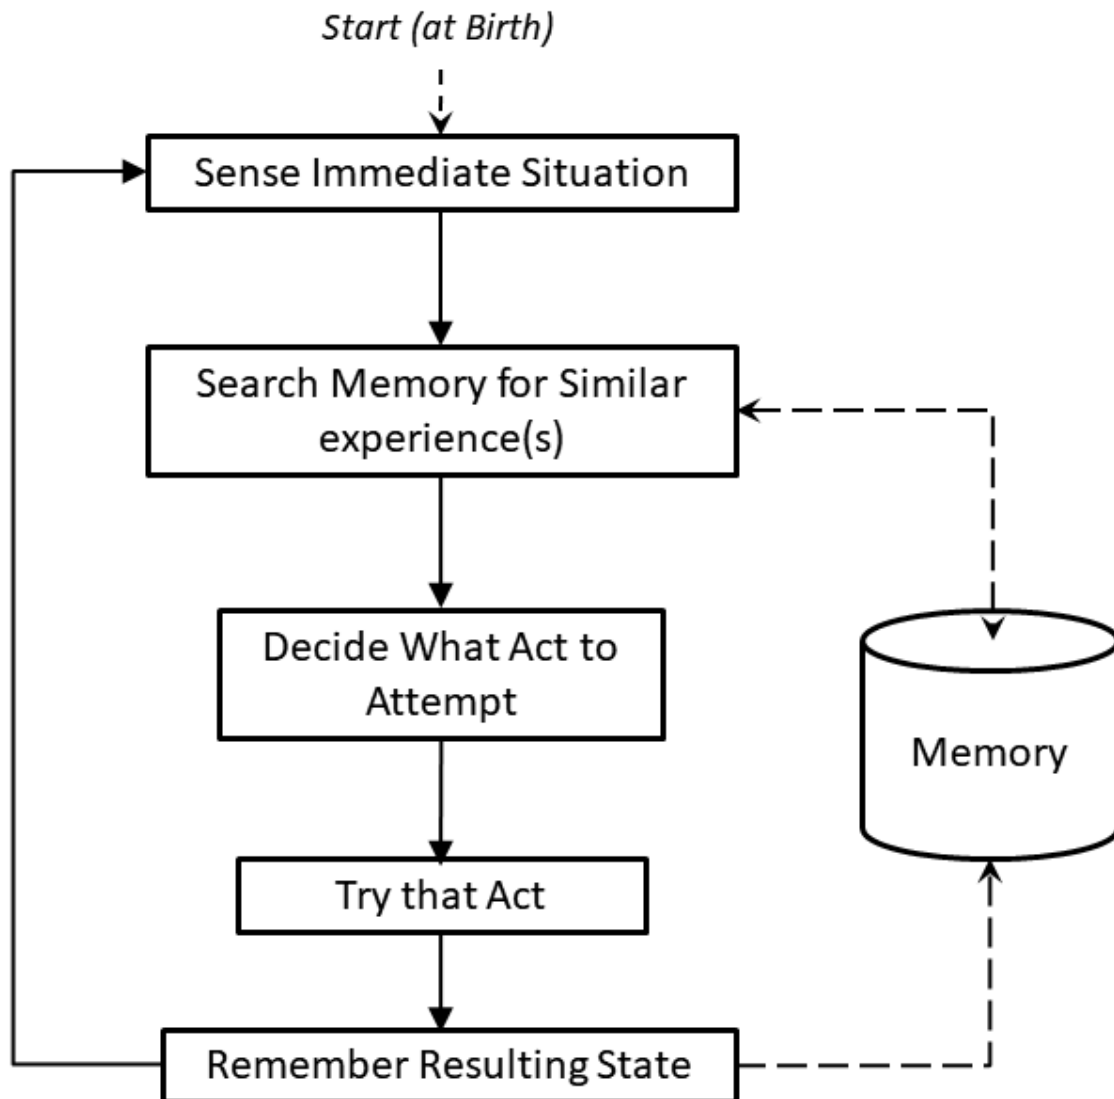 Start (at Birth)
Sense Immediate Situation
Search Memory for Similar
experience(s)
Decide What Act to
Attempt
Memory
Try that Act
Remember Resulting State